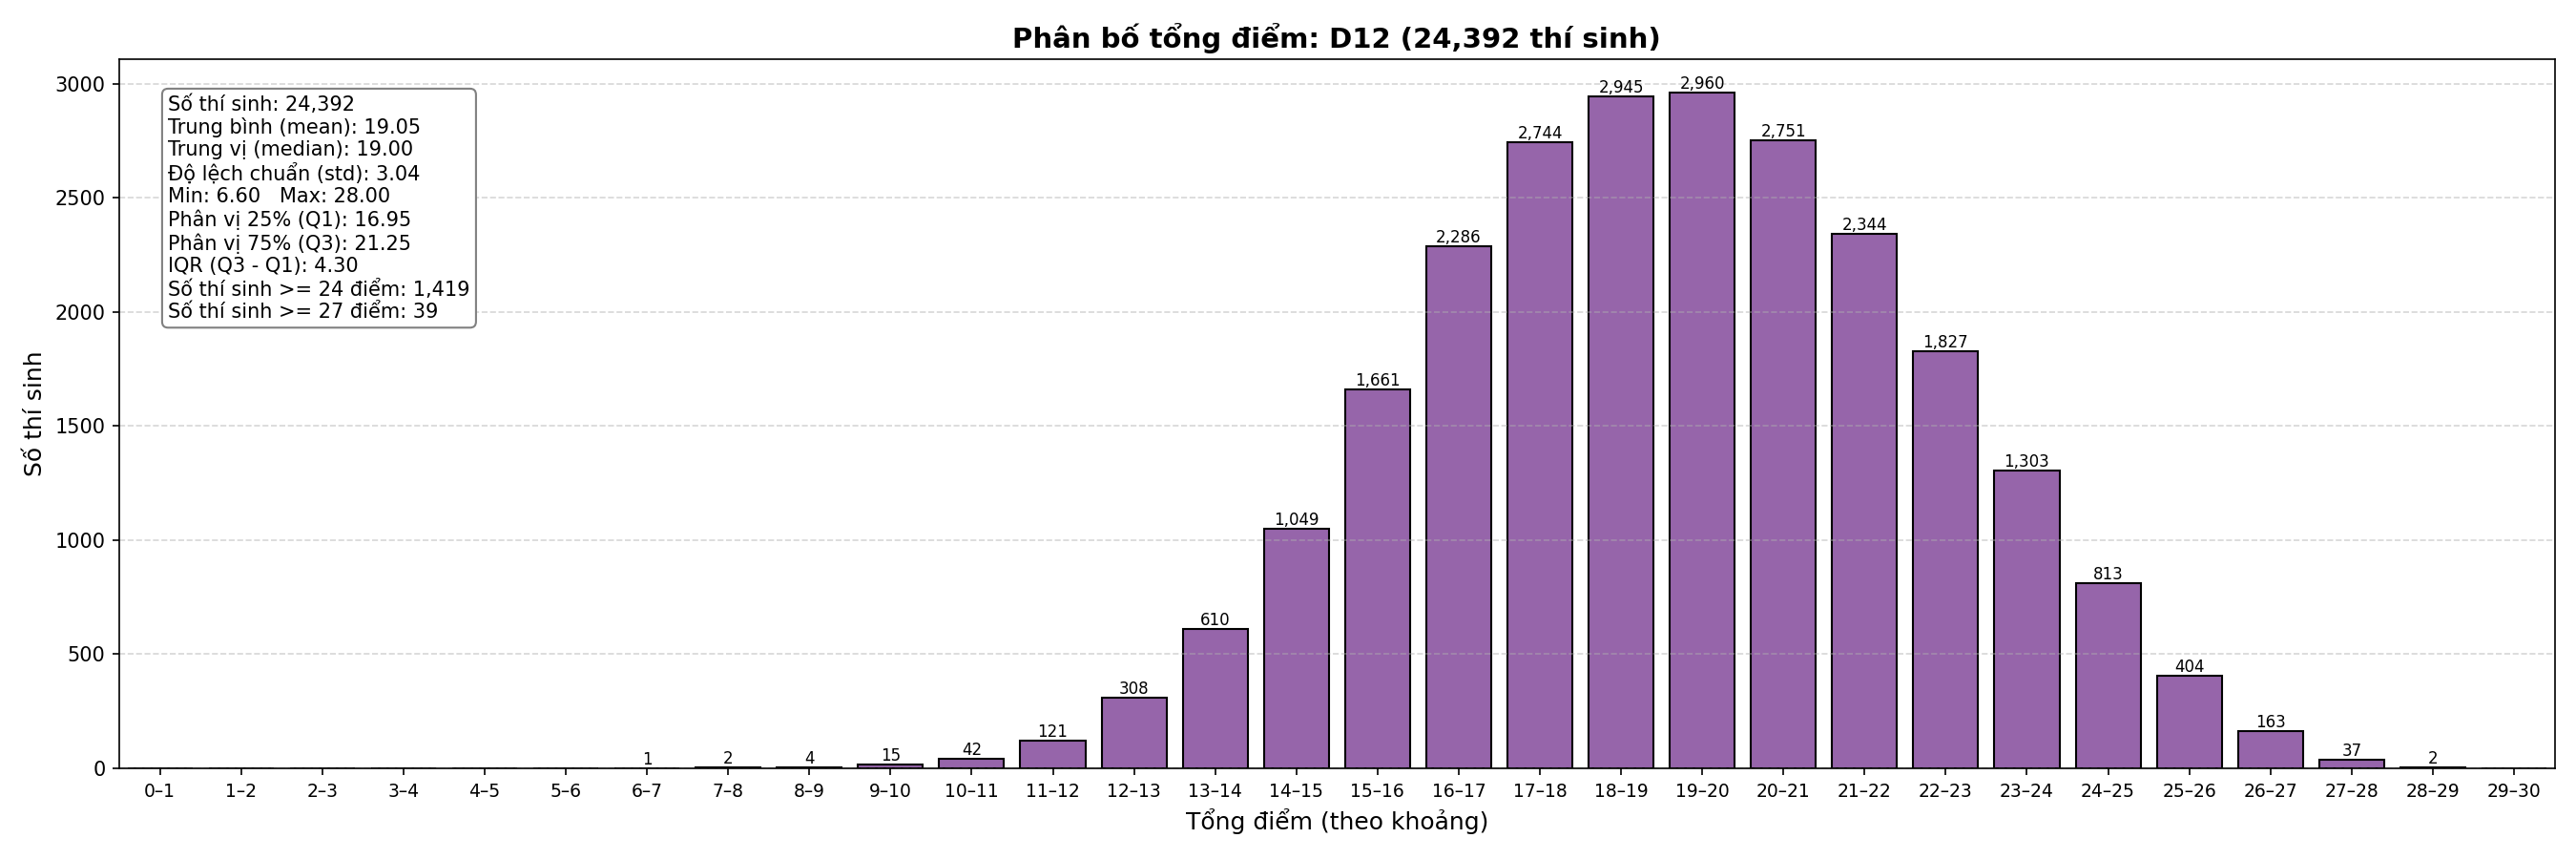 Phân bố tổng điểm: D12 (24,392 thí sinh)
Số thí sinh: 24,392
Trung bình (mean): 19.05
Trung vị (median): 19.00
Độ lệch chuẩn (std): 3.04
Min: 6.60   Max: 28.00
Phân vị 25% (Q1): 16.95
Phân vị 75% (Q3): 21.25
IQR (Q3 - Q1): 4.30
Số thí sinh >= 24 điểm: 1,419
Số thí sinh >= 27 điểm: 39
Số thí sinh
3000
2500
2000
1500
1000
500
0
1
2
4
15
42
121
308
610
1,049
1,661
2,286
2,744
2,945
2,960
2,751
2,344
1,827
1,303
813
404
163
37
2
0–1 1–2 2–3 3–4 4–5 5–6 6–7 7–8 8–9 9–10 10–11 11–12 12–13 13–14 14–15 15–16 16–17 17–18 18–19 19–20 20–21 21–22 22–23 23–24 24–25 25–26 26–27 27–28 28–29 29–30
Tổng điểm (theo khoảng)